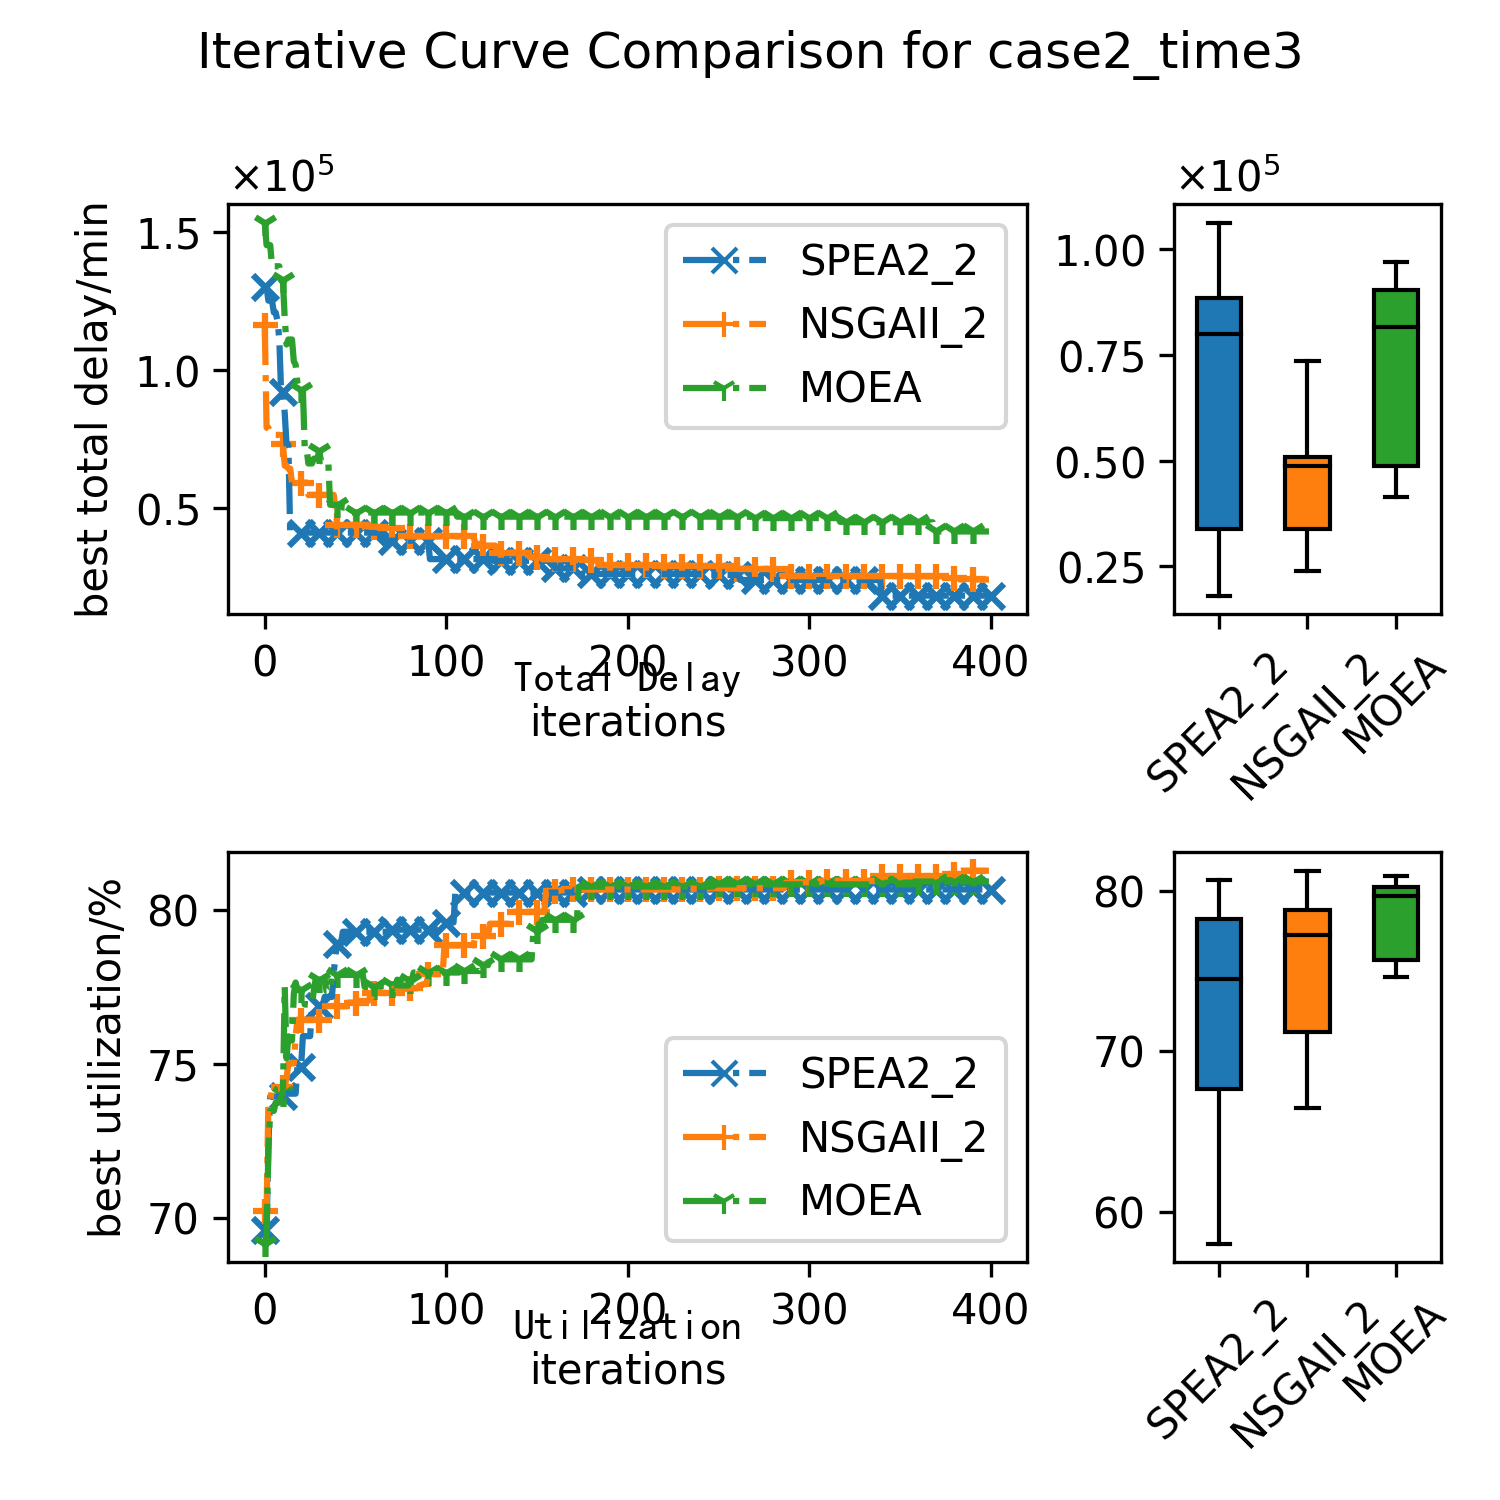 Iterative Curve Comparison for case2_time3
×10⁵
best total delay/min
1.5
1.0
0.5
SPEA2_2
NSGAII_2
MOEA
0 100 200 300 400
Total Delay
iterations
×10⁵
1.00
0.75
0.50
0.25
SPEA2_2
NSGAII_2
MOEA
best utilization/%
80
75
70
SPEA2_2
NSGAII_2
MOEA
0 100 200 300 400
Utilization
iterations
80
70
60
SPEA2_2
NSGAII_2
MOEA